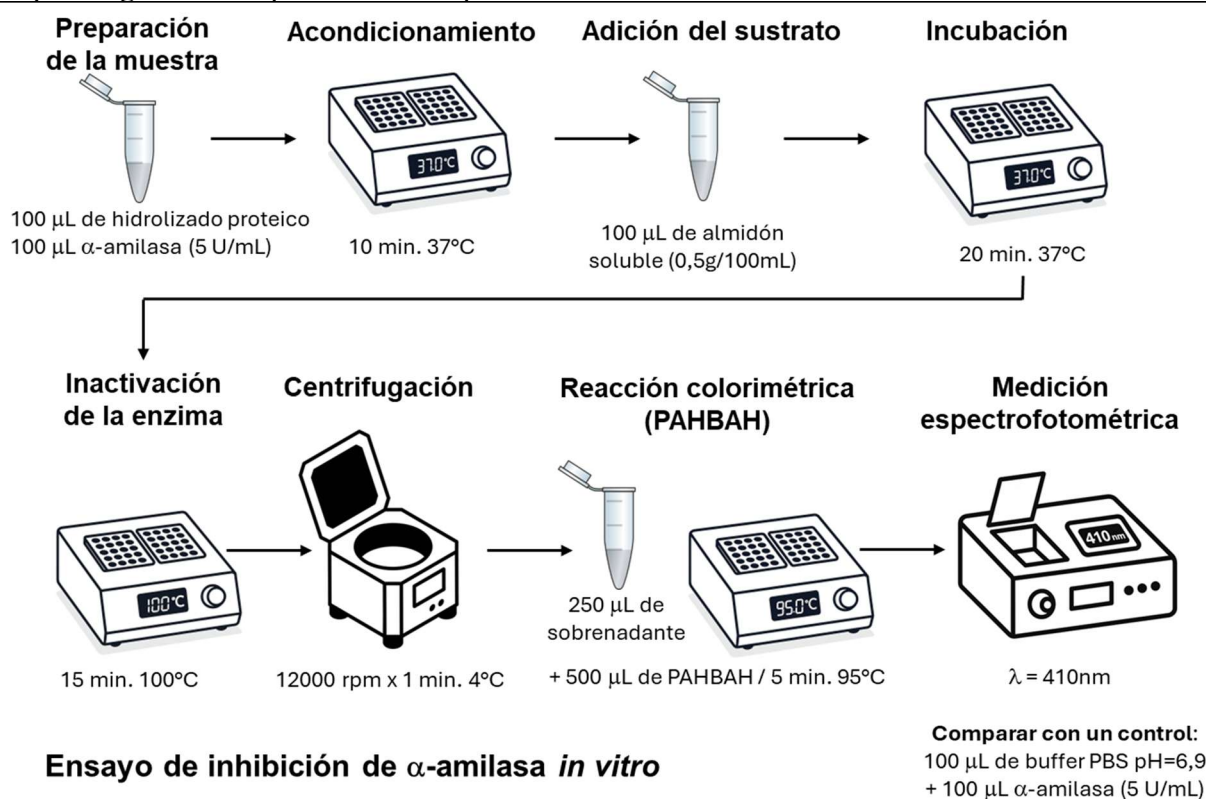 Preparación
de la muestra
100 μL de hidrolizado proteico
100 μL α-amilasa (5 U/mL)
Acondicionamiento
37.0°C
10 min. 37°C
Adición del sustrato
100 μL de almidón
soluble (0,5g/100mL)
Incubación
37.0°C
20 min. 37°C
Inactivación
de la enzima
100°C
15 min. 100°C
Centrifugación
12000 rpm x 1 min. 4°C
Reacción colorimétrica
(PAHBAH)
250 μL de
sobrenadante
95.0°C
+ 500 μL de PAHBAH / 5 min. 95°C
Medición
espectrofotométrica
410 nm
λ = 410nm
Comparar con un control:
100 μL de buffer PBS pH=6,9
+ 100 μL α-amilasa (5 U/mL)
Ensayo de inhibición de α-amilasa in vitro